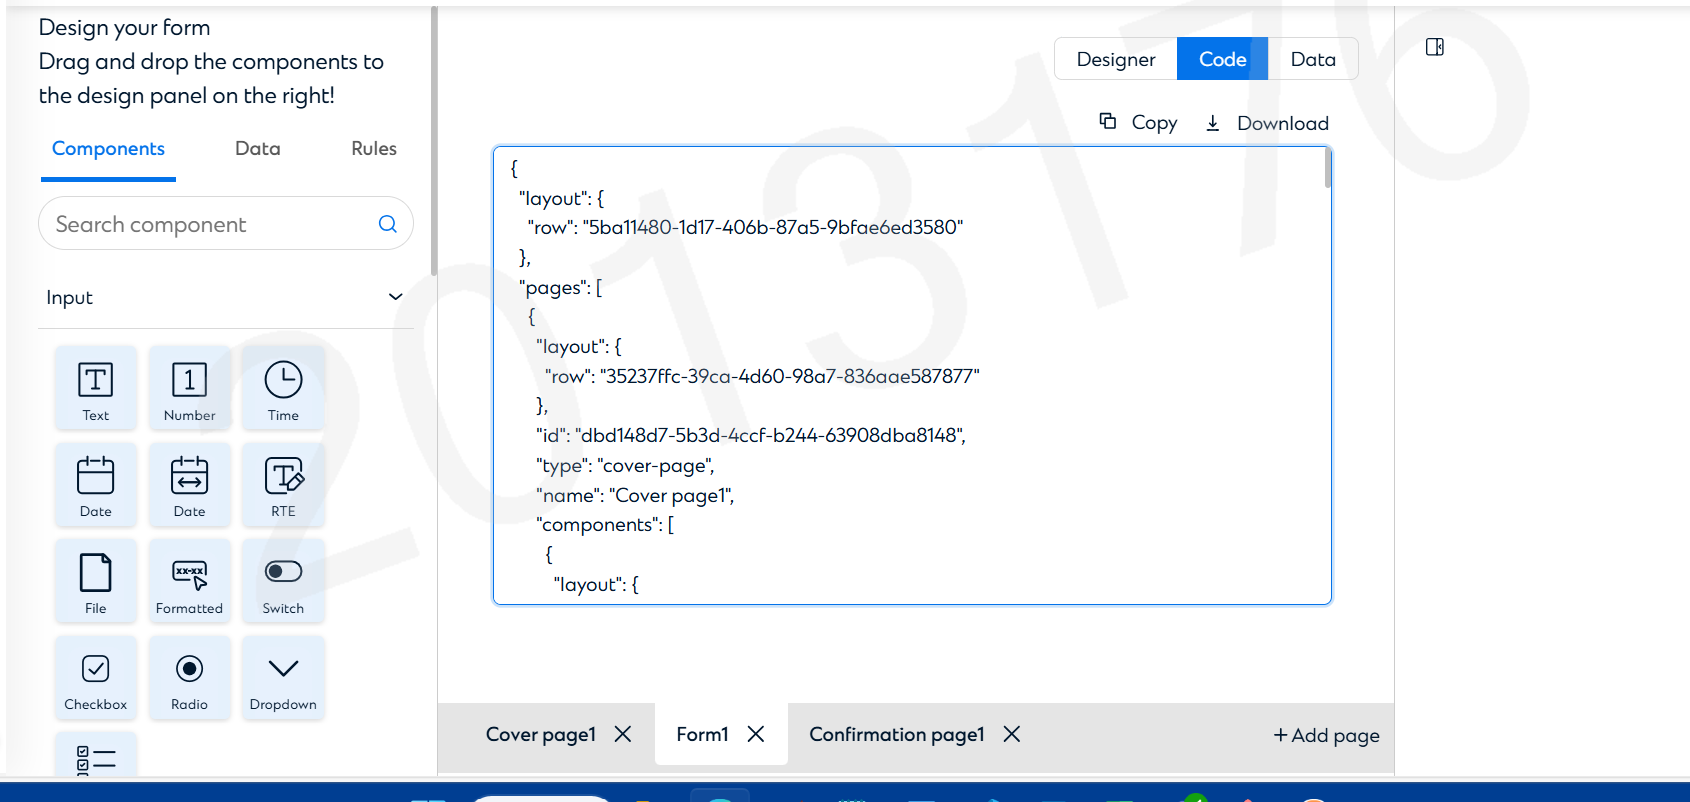 Design your form
Drag and drop the components to
the design panel on the right!
Components Data Rules
Search component
Input
Text Number Time
Date Date RTE
File Formatted Switch
Checkbox Radio Dropdown
Designer Code Data
Copy Download
{
"layout": {
"row": "5ba11480-1d17-406b-87a5-9bfae6ed3580"
},
"pages": [
{
"layout": {
"row": "35237ffc-39ca-4d60-98a7-836aae587877"
},
"id": "dbd148d7-5b3d-4ccf-b244-63908dba8148",
"type": "cover-page",
"name": "Cover page1",
"components": [
{
"layout": {
Cover page1 Form1 Confirmation page1 + Add page
2013176